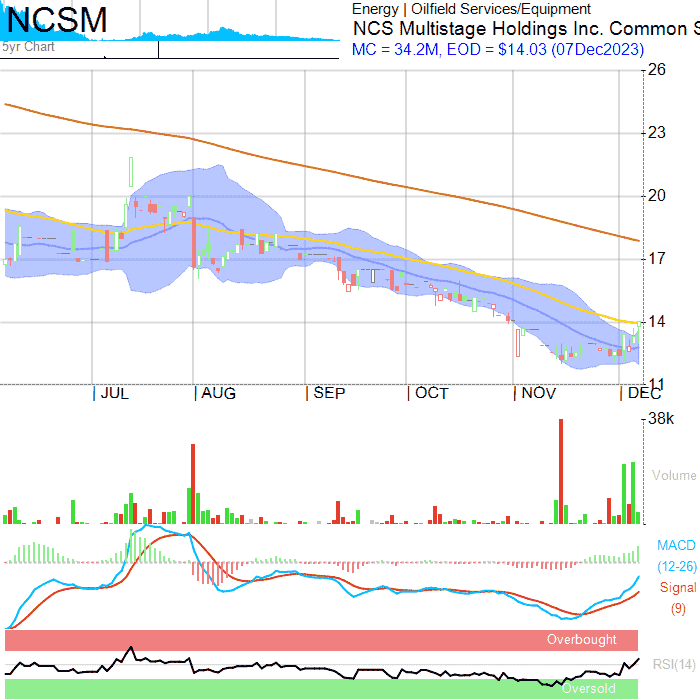 NCSM
5yr Chart
Energy | Oilfield Services/Equipment
NCS Multistage Holdings Inc. Common S
MC = 34.2M, EOD = $14.03 (07Dec2023)
26
23
20
17
14
11
JUL
AUG
SEP
OCT
NOV
DEC
38k
Volume
MACD
(12-26)
Signal
(9)
Overbought
RSI(14)
Oversold